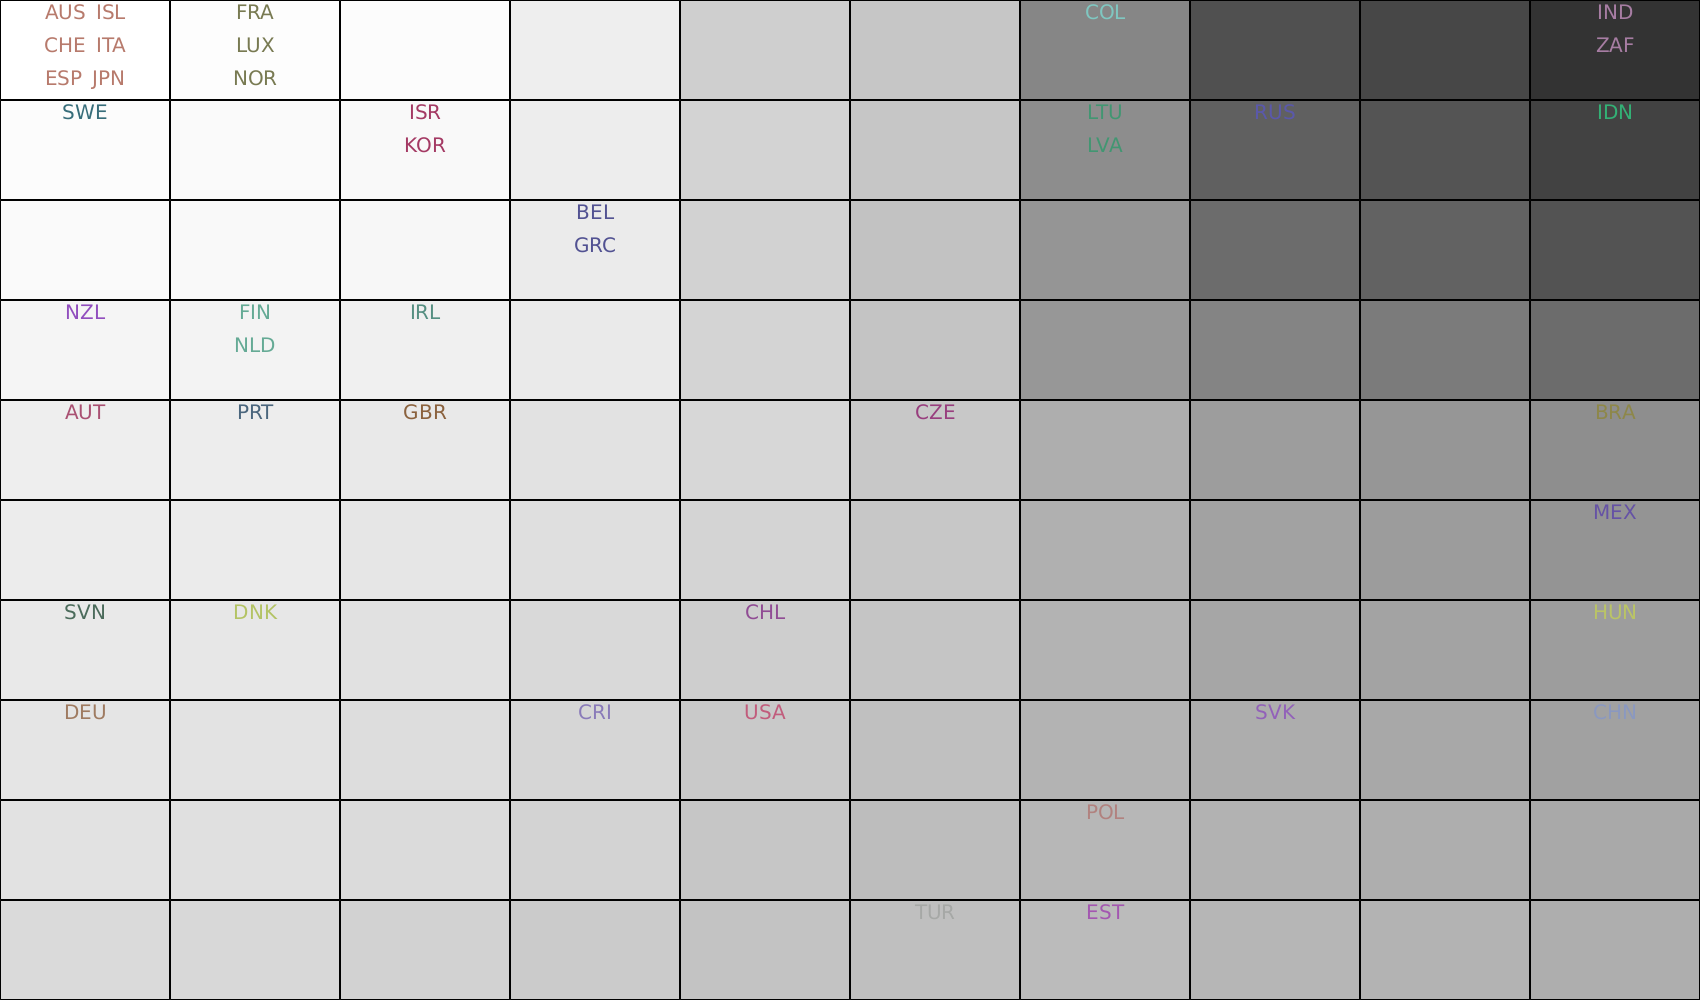 AUS ISL FRA COL IND
CHE ITA LUX ZAF
ESP JPN NOR
SWE ISR LTU RUS IDN
KOR LVA
BEL
GRC
NZL FIN IRL
NLD
AUT PRT GBR CZE BRA
MEX
SVN DNK CHL HUN
DEU CRI USA SVK CHN
POL
TUR EST